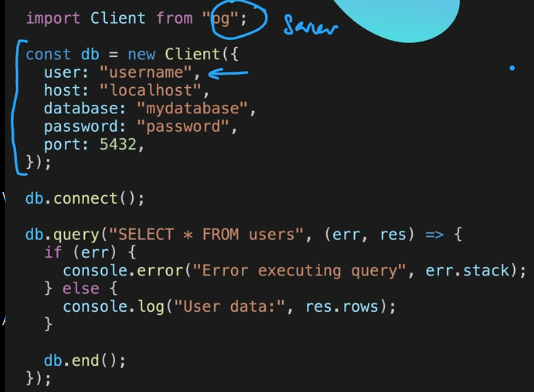 import Client from "pg";
const db = new Client({
  user: "username",
  host: "localhost",
  database: "mydatabase",
  password: "password",
  port: 5432,
});
db.connect();
db.query("SELECT * FROM users", (err, res) => {
  if (err) {
    console.error("Error executing query", err.stack);
  } else {
    console.log("User data:", res.rows);
  }
  db.end();
});